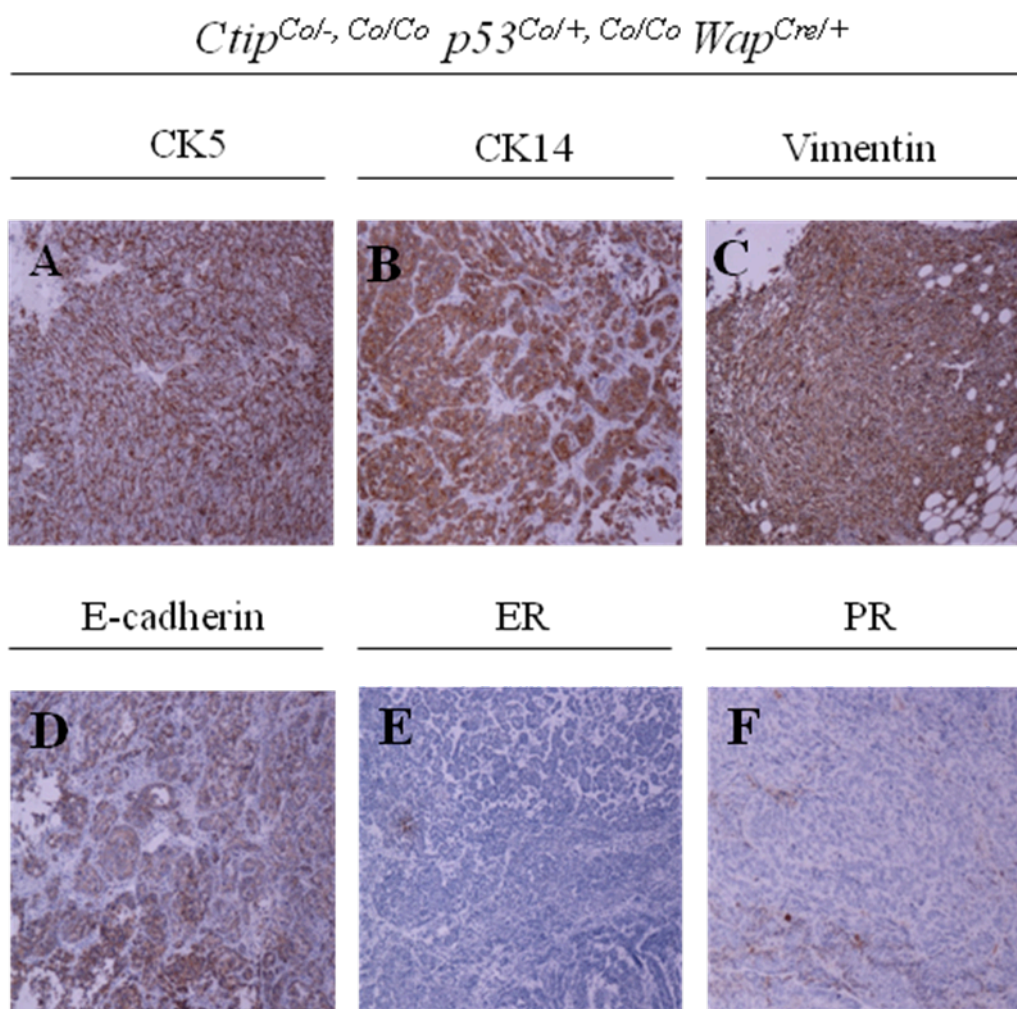 Ctip^Co/-, Co/Co p53^Co/+, Co/Co Wap^Cre/+
CK5 CK14 Vimentin
A B C
E-cadherin ER PR
D E F